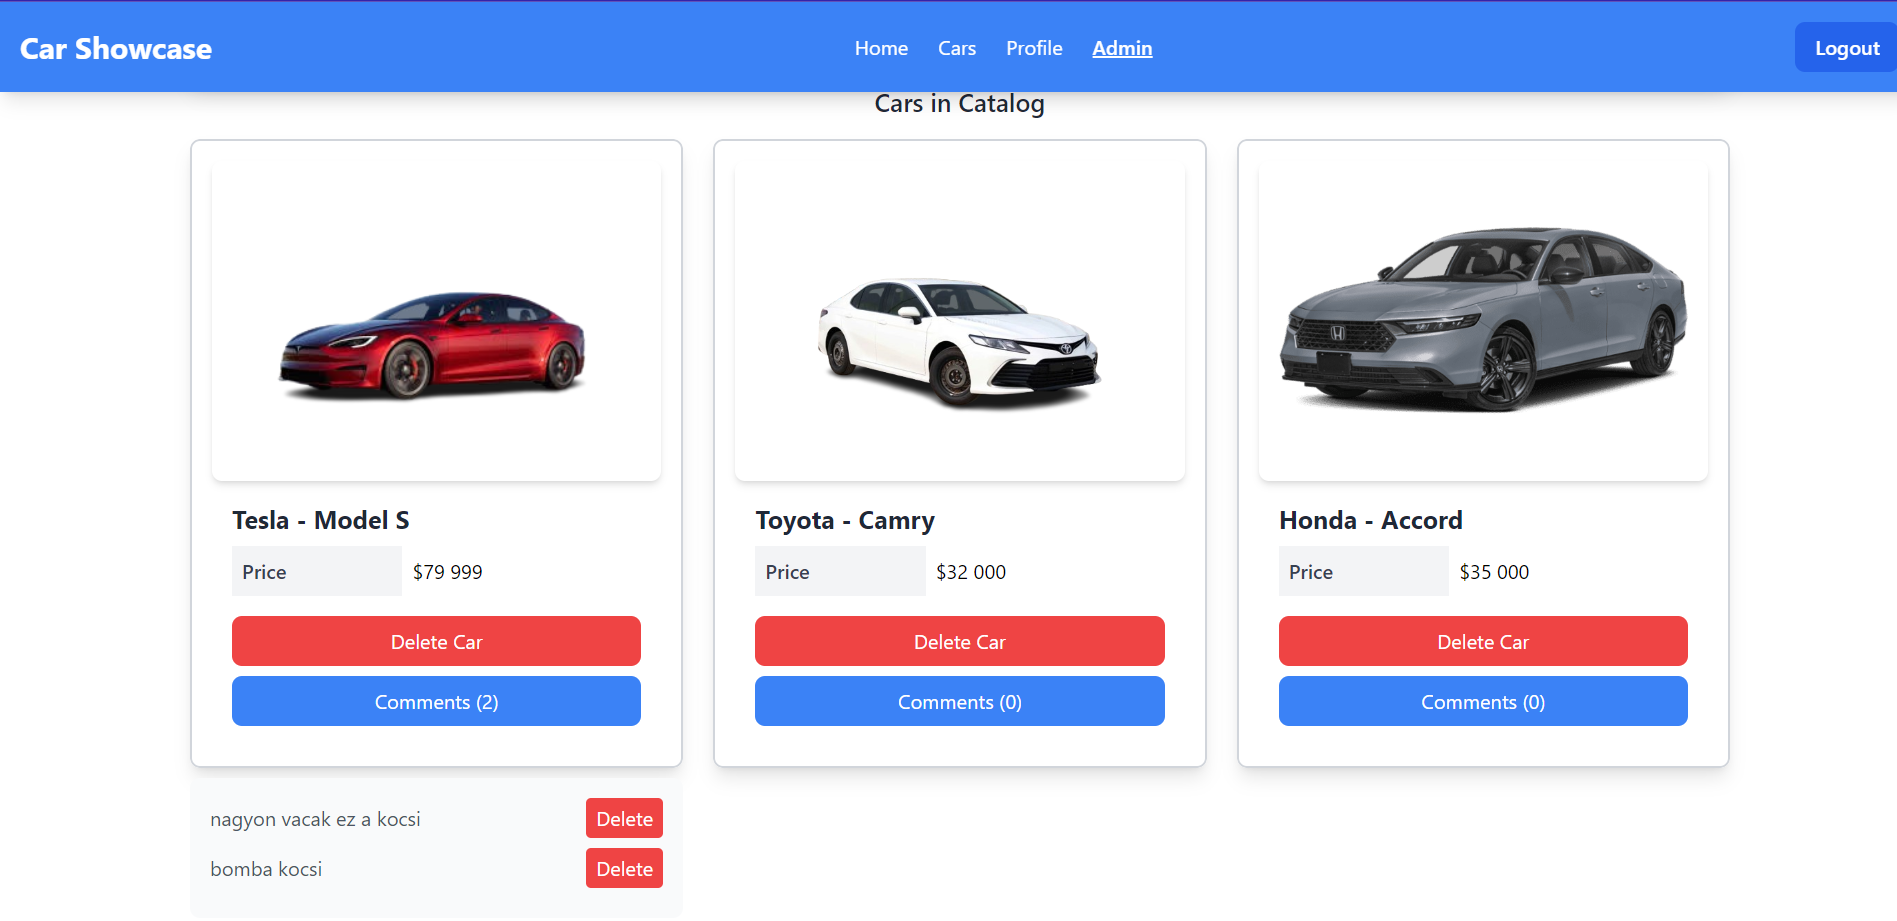 Car Showcase
Home Cars Profile Admin
Logout
Cars in Catalog
Tesla - Model S
Price $79 999
Delete Car
Comments (2)
Toyota - Camry
Price $32 000
Delete Car
Comments (0)
Honda - Accord
Price $35 000
Delete Car
Comments (0)
nagyon vacak ez a kocsi Delete
bomba kocsi Delete